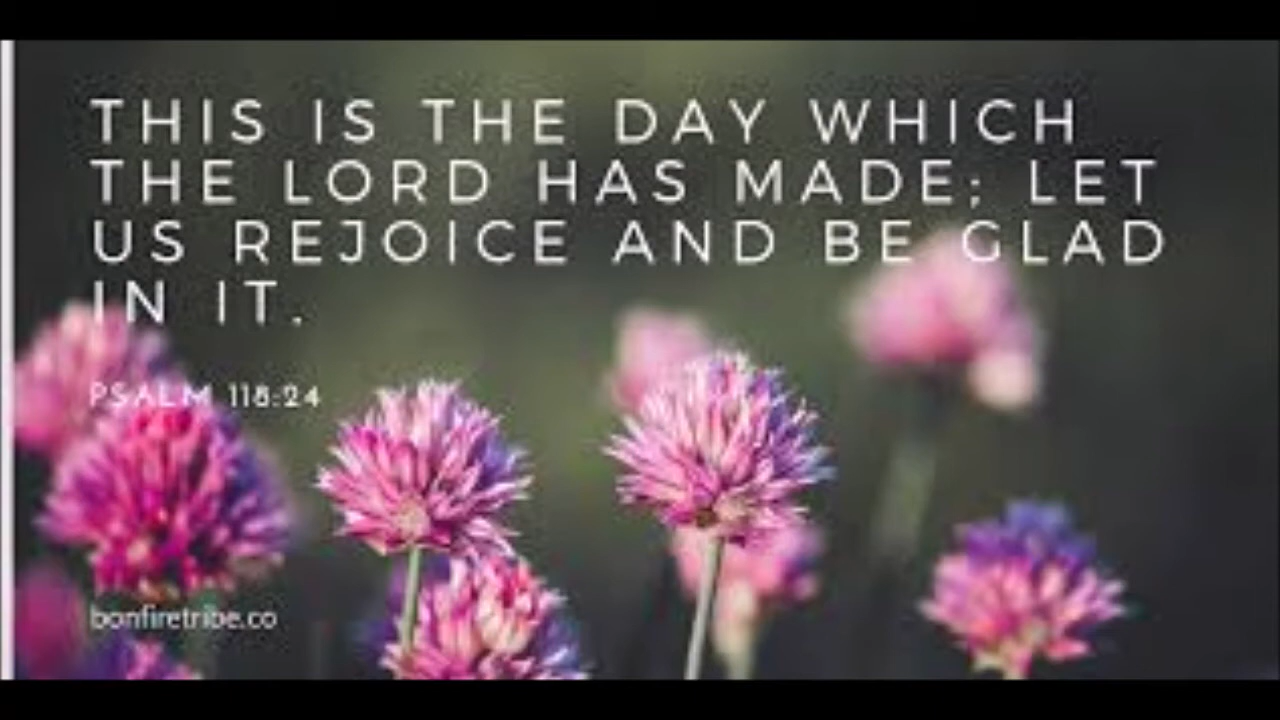 THIS IS THE DAY WHICH
THE LORD HAS MADE; LET
US REJOICE AND BE GLAD
IN IT.
PSALM 118:24
bonfiretribe.co